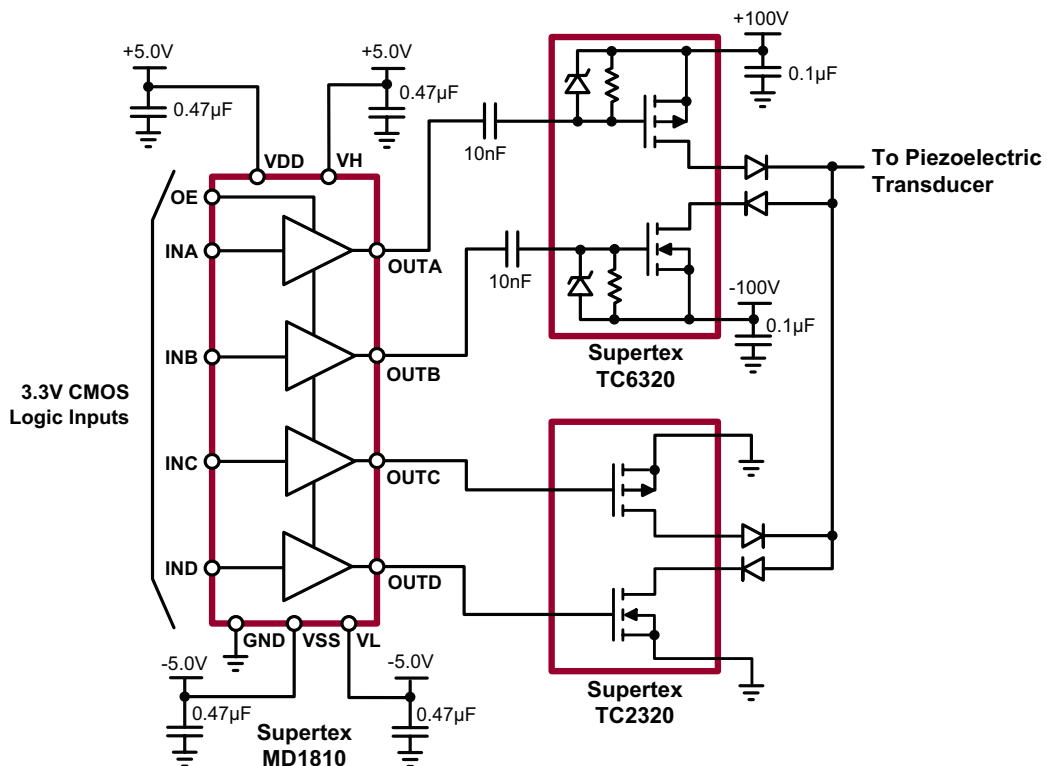 +100V
+5.0V
+5.0V
0.1µF
0.47µF
0.47µF
10nF
VDD
VH
To Piezoelectric
Transducer
OE
INA
OUTA
10nF
-100V
0.1µF
INB
OUTB
Supertex
TC6320
3.3V CMOS
Logic Inputs
INC
OUTC
IND
OUTD
GND
VSS
VL
-5.0V
-5.0V
0.47µF
0.47µF
Supertex
MD1810
Supertex
TC2320